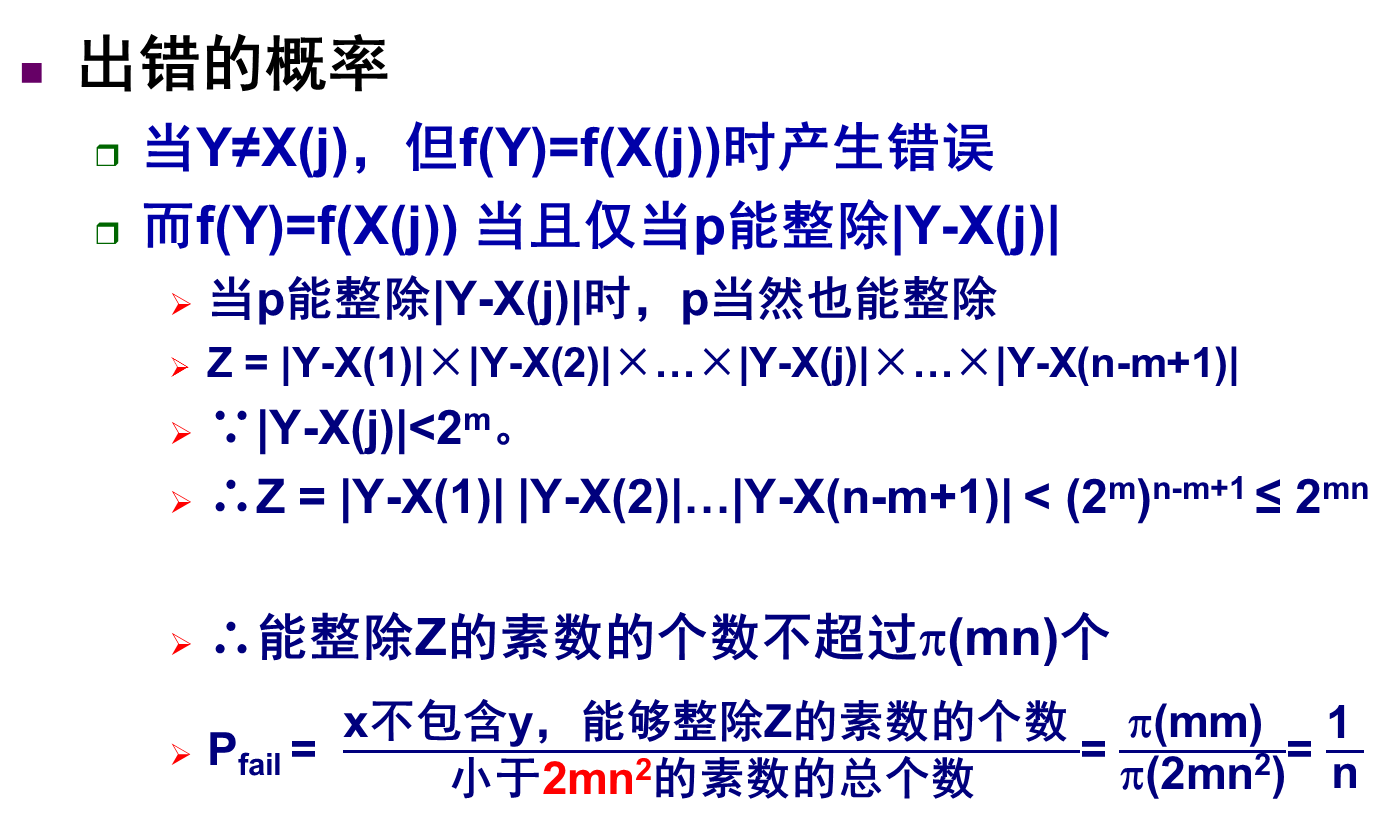 出错的概率
当Y≠X(j)，但f(Y)=f(X(j))时产生错误
而f(Y)=f(X(j)) 当且仅当p能整除|Y-X(j)|
当p能整除|Y-X(j)|时，p当然也能整除
Z = |Y-X(1)|×|Y-X(2)|×…×|Y-X(j)|×…×|Y-X(n-m+1)|
∵|Y-X(j)|<2ᵐ。
∴Z = |Y-X(1)| |Y-X(2)|…|Y-X(n-m+1)| < (2ᵐ)ⁿ⁻ᵐ⁺¹ ≤ 2ᵐⁿ
∴能整除Z的素数的个数不超过π(mn)个
P_fail = x不包含y，能够整除Z的素数的个数 / 小于2mn²的素数的总个数 = π(mm) / π(2mn²) = 1 / n